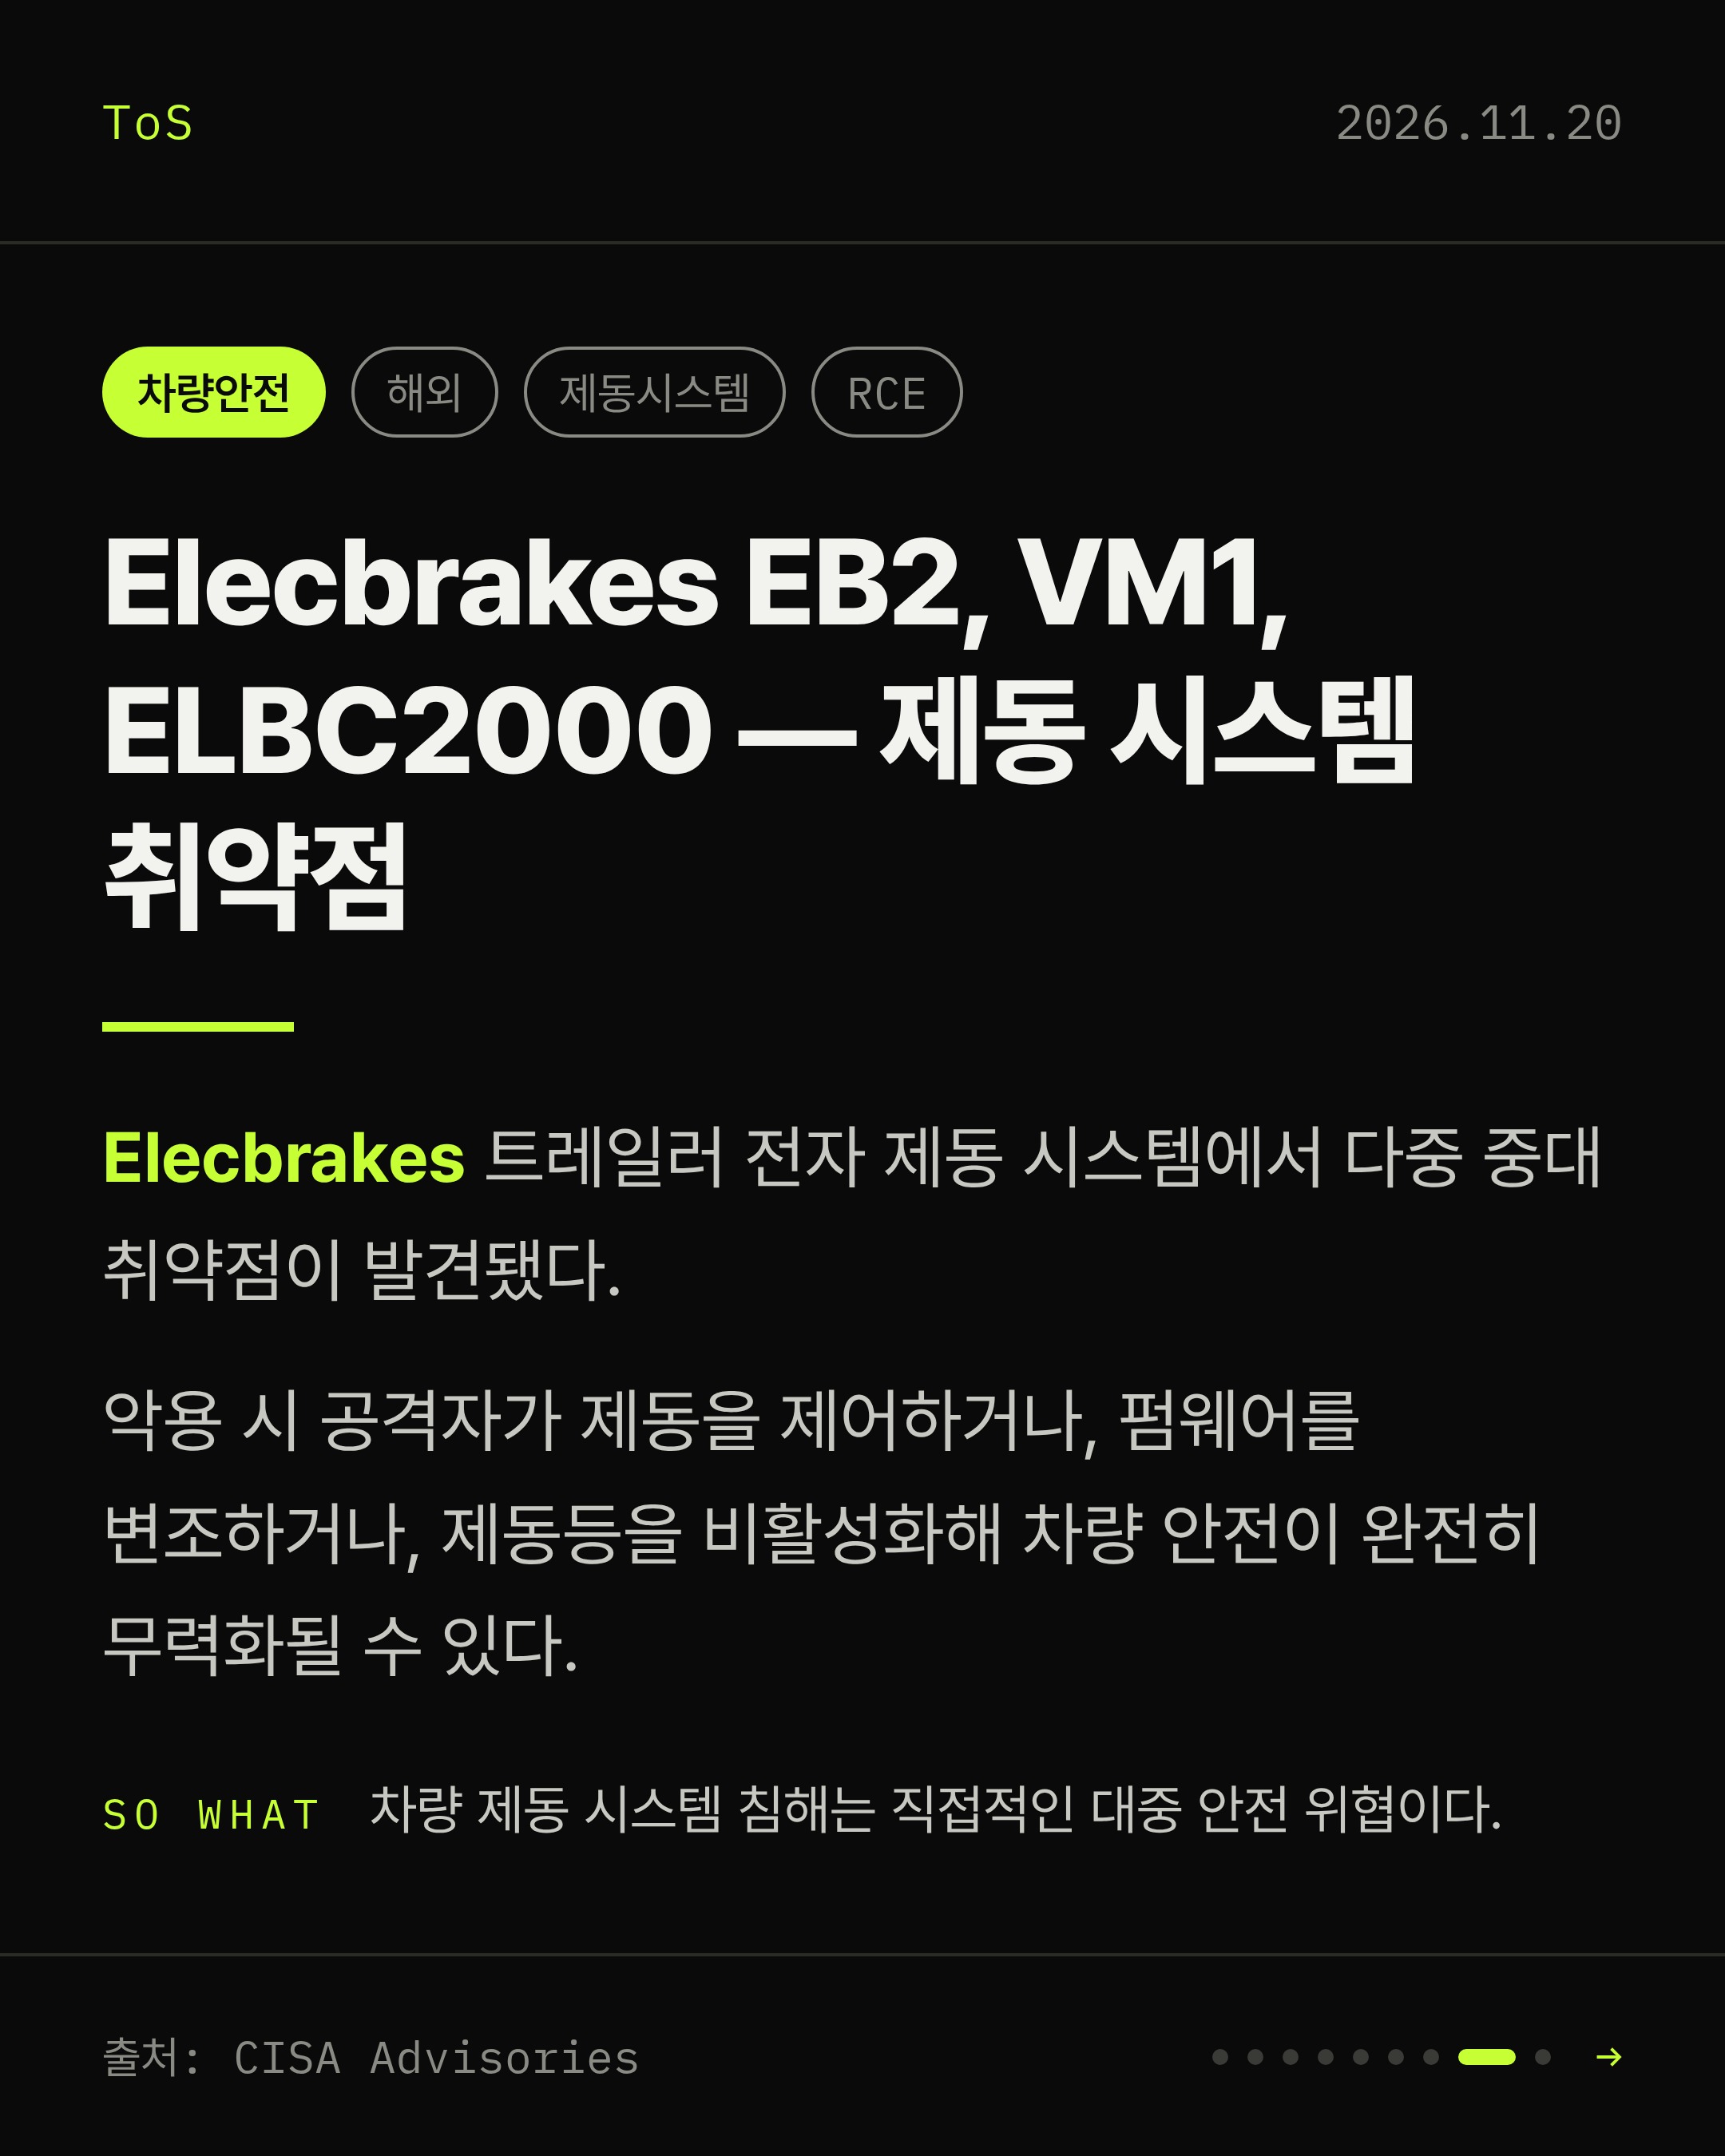 ToS
2026.11.20
차량안전 해외 제동시스템 RCE
Elecbrakes EB2, VM1,
ELBC2000 — 제동 시스템
취약점
Elecbrakes 트레일러 전자 제동 시스템에서 다중 중대
취약점이 발견됐다.
악용 시 공격자가 제동을 제어하거나, 펌웨어를
변조하거나, 제동등을 비활성화해 차량 안전이 완전히
무력화될 수 있다.
SO WHAT 차량 제동 시스템 침해는 직접적인 대중 안전 위협이다.
출처: CISA Advisories
→